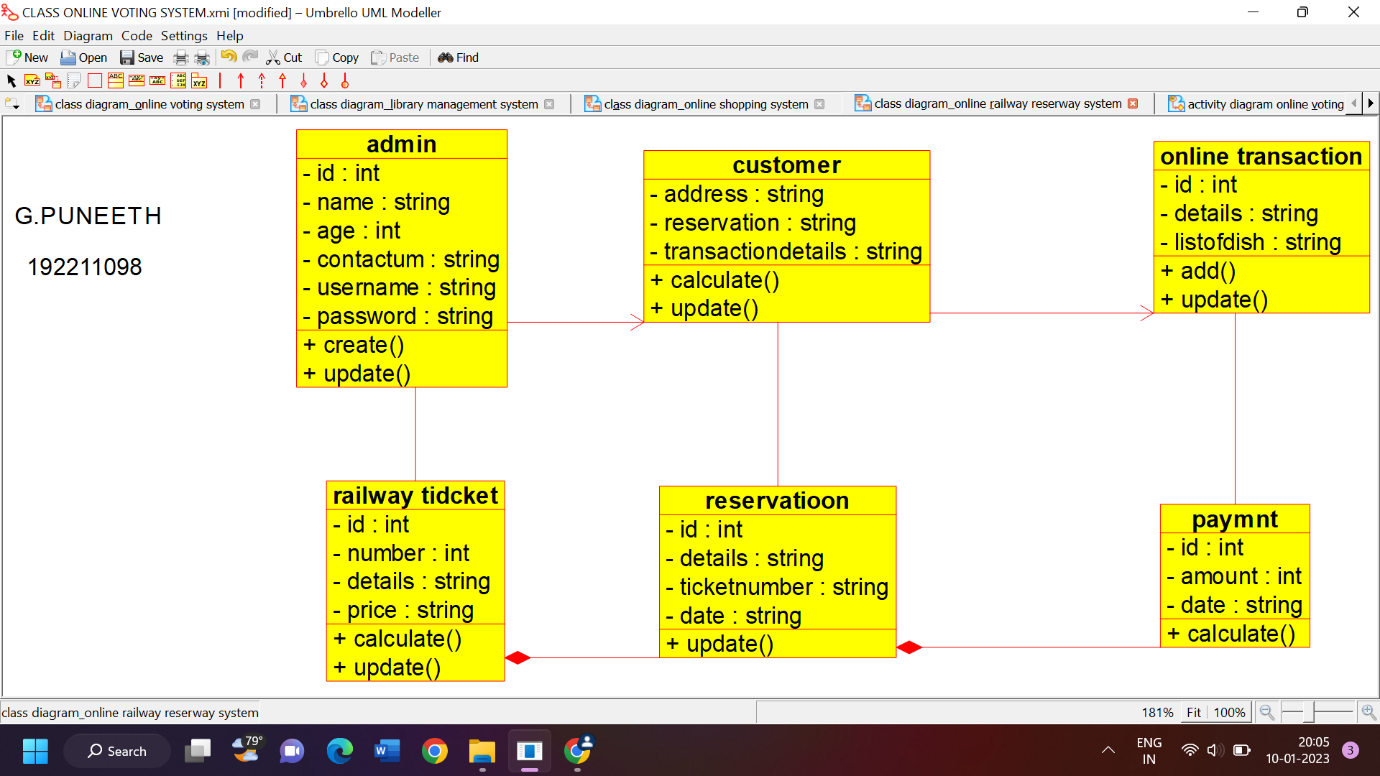 CLASS ONLINE VOTING SYSTEM.xmi [modified] – Umbrello UML Modeller
File Edit Diagram Code Settings Help
New Open Save Cut Copy Paste Find
class diagram_online voting system class diagram_library management system class diagram_online shopping system class diagram_online railway reserway system activity diagram online voting
G.PUNEETH
192211098
admin
- id : int
- name : string
- age : int
- contactum : string
- username : string
- password : string
+ create()
+ update()
customer
- address : string
- reservation : string
- transactiondetails : string
+ calculate()
+ update()
online transaction
- id : int
- details : string
- listofdish : string
+ add()
+ update()
railway tidcket
- id : int
- number : int
- details : string
- price : string
+ calculate()
+ update()
reservatioon
- id : int
- details : string
- ticketnumber : string
- date : string
+ update()
paymnt
- id : int
- amount : int
- date : string
+ calculate()
class diagram_online railway reserway system
181% Fit 100%
Search
79°
ENG
IN
20:05
10-01-2023
3